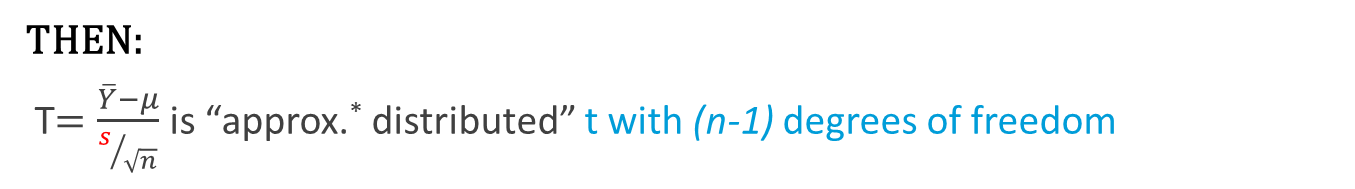 THEN:
T= (Ȳ−μ)/(s/√n) is “approx.* distributed” t with (n-1) degrees of freedom